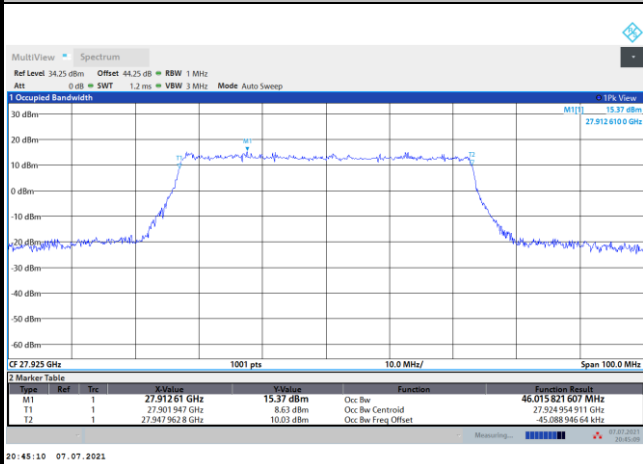 MultiView Spectrum
Ref Level 34.25 dBm Offset 44.25 dB RBW 1 MHz
Att 0 dB SWT 1.2 ms VBW 3 MHz Mode Auto Sweep
1 Occupied Bandwidth 1Pk View
M1[1] 15.37 dBm
27.912 610 0 GHz
30 dBm
20 dBm
M1
T1
T2
10 dBm
0 dBm
-10 dBm
-20 dBm
-30 dBm
-40 dBm
-50 dBm
-60 dBm
CF 27.925 GHz 1001 pts 10.0 MHz/ Span 100.0 MHz
2 Marker Table
Type Ref Trc X-Value Y-Value Function Function Result
M1 1 27.912 61 GHz 15.37 dBm Occ Bw 46.015 821 607 MHz
T1 1 27.901 947 GHz 8.63 dBm Occ Bw Centroid 27.924 954 911 GHz
T2 1 27.947 962 8 GHz 10.03 dBm Occ Bw Freq Offset -45.088 946 64 kHz
Measuring... 07.07.2021
20:45:09
20:45:10 07.07.2021